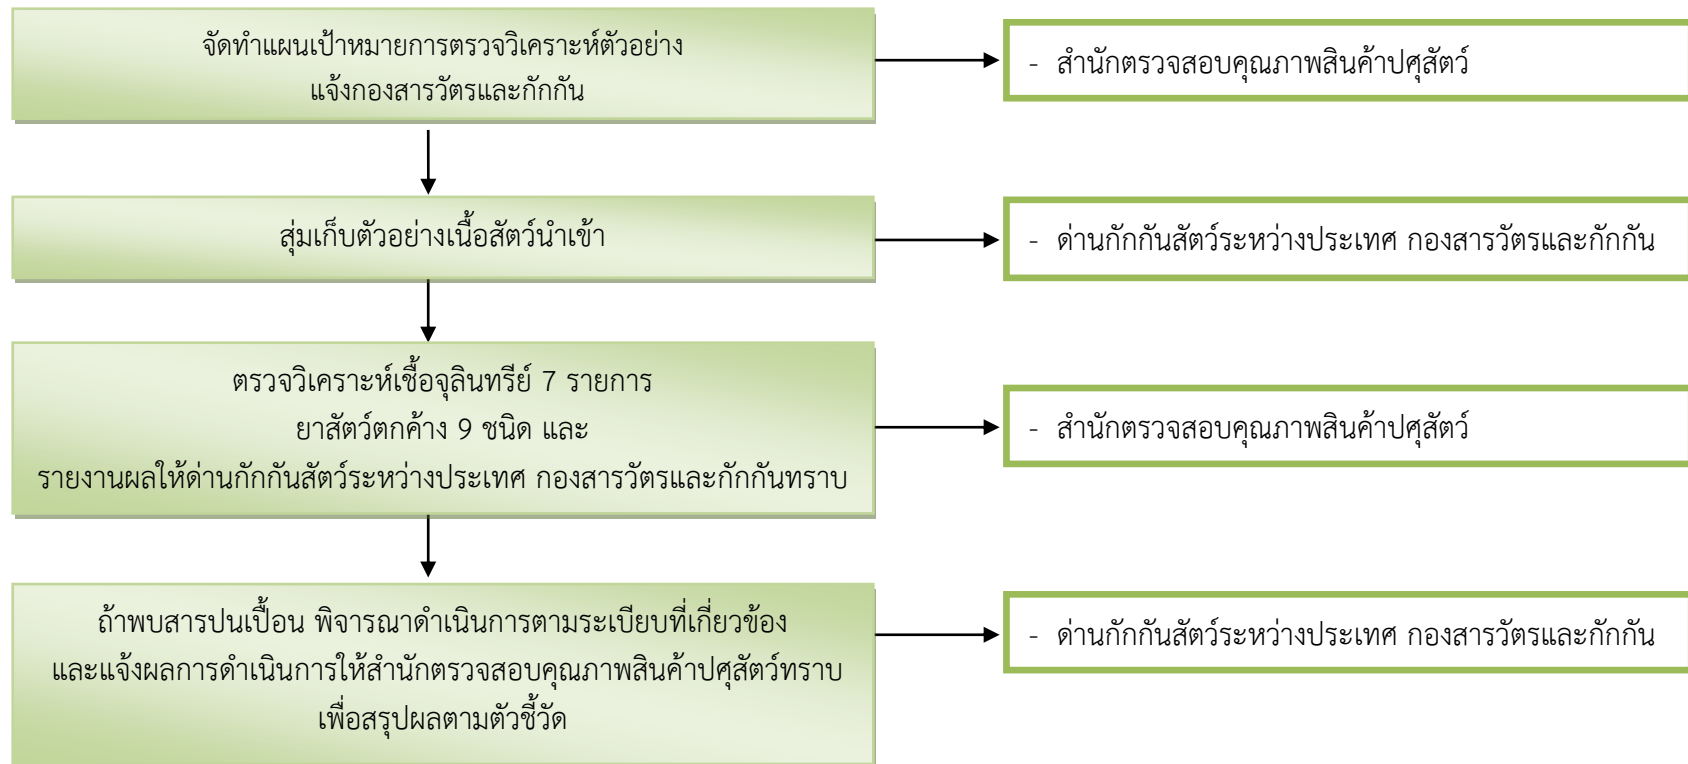 จัดทำแผนเป้าหมายการตรวจวิเคราะห์ตัวอย่าง
แจ้งกองสารวัตรและกักกัน
- สำนักตรวจสอบคุณภาพสินค้าปศุสัตว์
สุ่มเก็บตัวอย่างเนื้อสัตว์นำเข้า
- ด่านกักกันสัตว์ระหว่างประเทศ กองสารวัตรและกักกัน
ตรวจวิเคราะห์เชื้อจุลินทรีย์ 7 รายการ
ยาสัตว์ตกค้าง 9 ชนิด และ
รายงานผลให้ด่านกักกันสัตว์ระหว่างประเทศ กองสารวัตรและกักกันทราบ
- สำนักตรวจสอบคุณภาพสินค้าปศุสัตว์
ถ้าพบสารปนเปื้อน พิจารณาดำเนินการตามระเบียบที่เกี่ยวข้อง
และแจ้งผลการดำเนินการให้สำนักตรวจสอบคุณภาพสินค้าปศุสัตว์ทราบ
เพื่อสรุปผลตามตัวชี้วัด
- ด่านกักกันสัตว์ระหว่างประเทศ กองสารวัตรและกักกัน